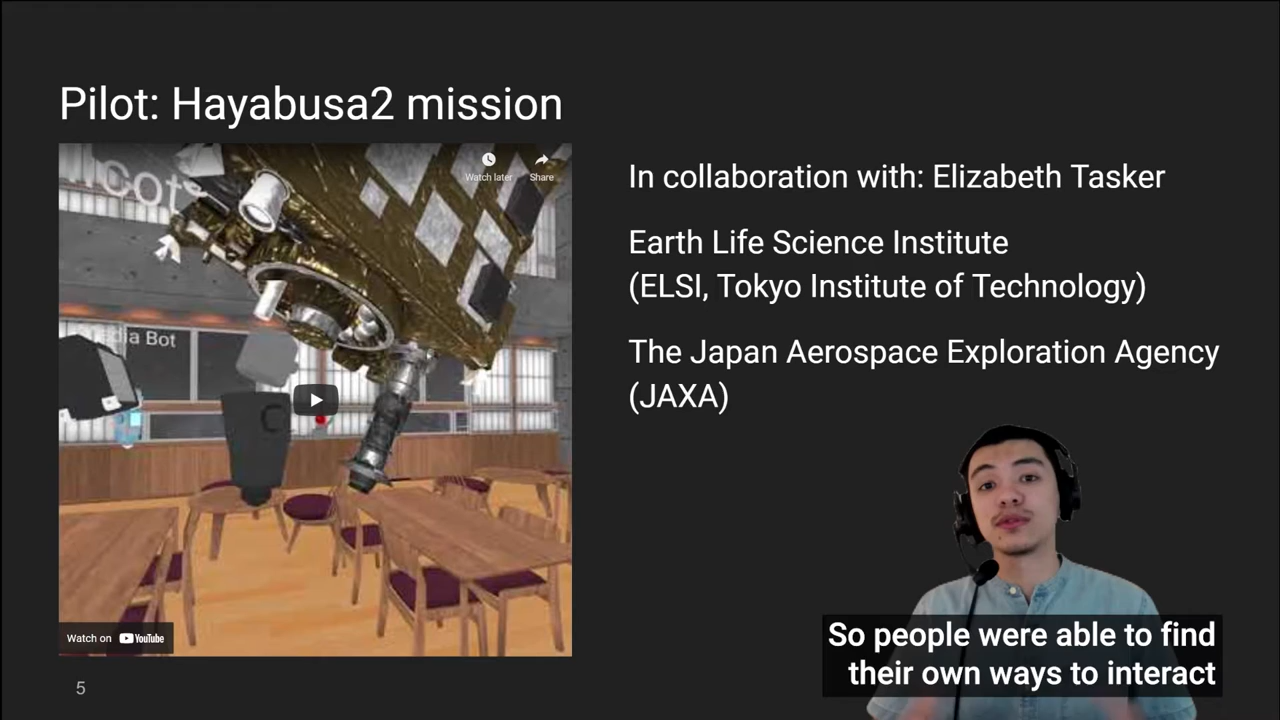 Pilot: Hayabusa2 mission
Watch later
Share
In collaboration with: Elizabeth Tasker
Earth Life Science Institute
(ELSI, Tokyo Institute of Technology)
The Japan Aerospace Exploration Agency
(JAXA)
Bot
Watch on YouTube
So people were able to find
their own ways to interact
5